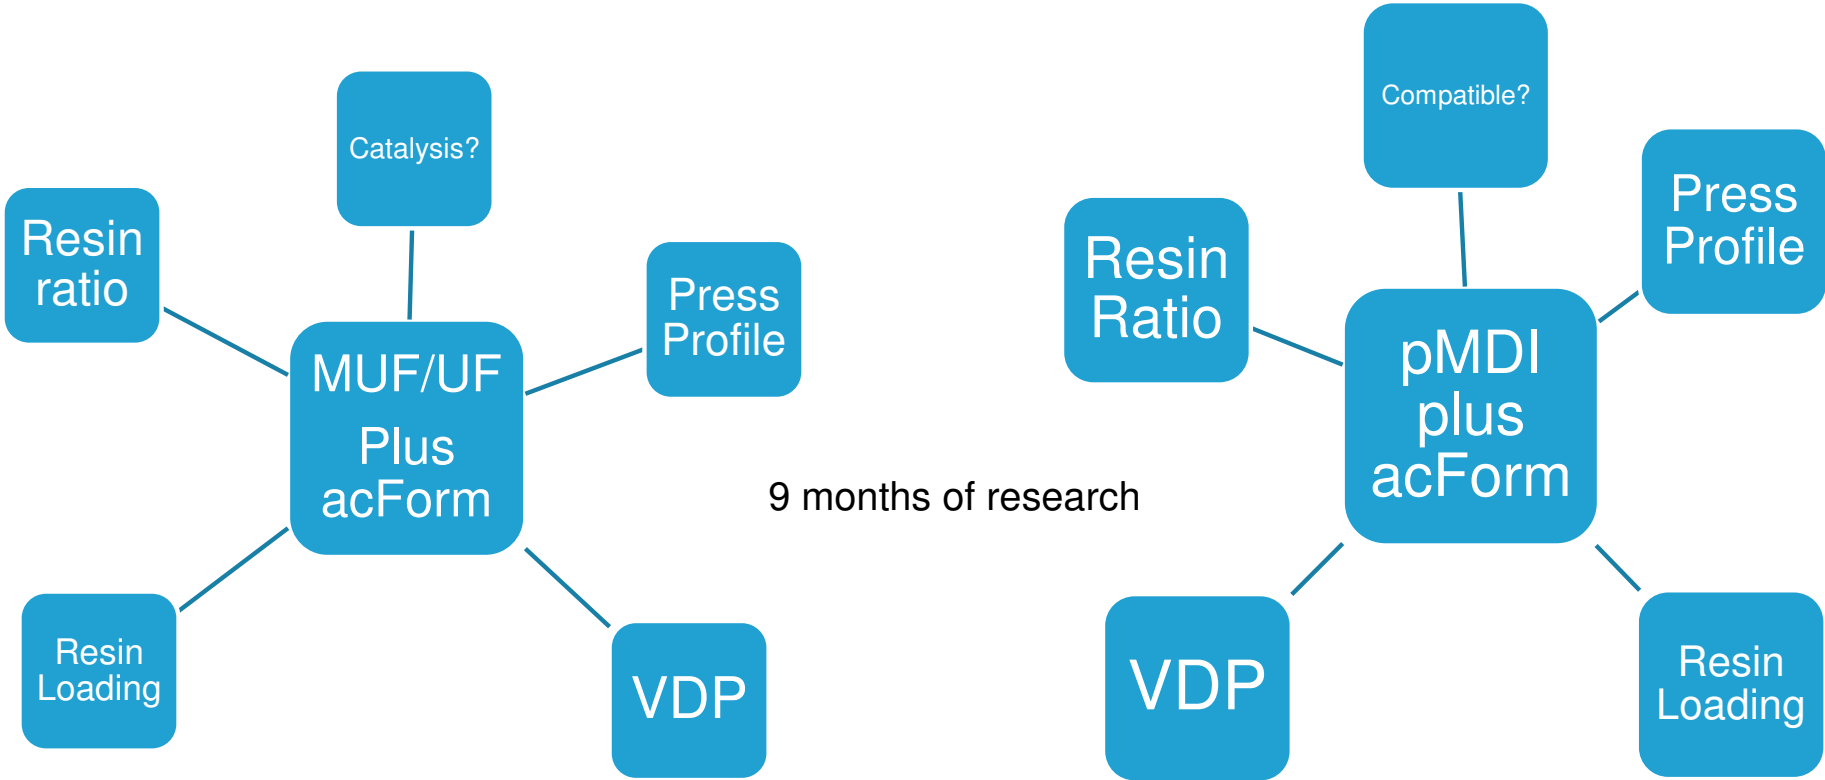 Catalysis?
Resin
ratio
Press
Profile
MUF/UF
Plus
acForm
Resin
Loading
VDP
9 months of research
Compatible?
Press
Profile
Resin
Ratio
pMDI
plus
acForm
VDP
Resin
Loading